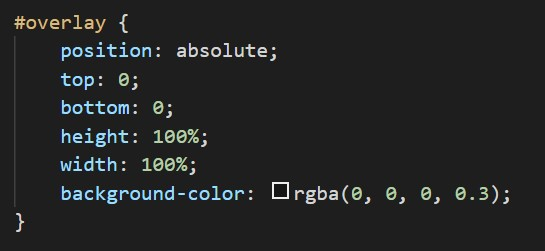 #overlay {
    position: absolute;
    top: 0;
    bottom: 0;
    height: 100%;
    width: 100%;
    background-color: rgba(0, 0, 0, 0.3);
}